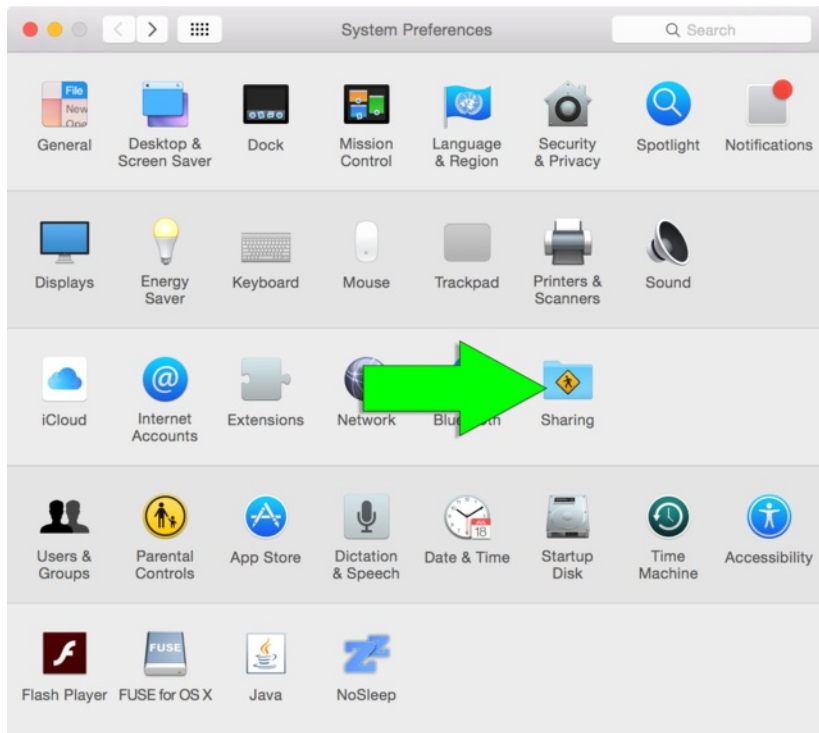 System Preferences
Search
File
New
Ope
General
Desktop &
Screen Saver
Dock
Mission
Control
Language
& Region
Security
& Privacy
Spotlight
Notifications
Displays
Energy
Saver
Keyboard
Mouse
Trackpad
Printers &
Scanners
Sound
iCloud
@
Internet
Accounts
Extensions
Network
Sharing
Users &
Groups
Parental
Controls
App Store
Dictation
& Speech
18
Date & Time
Startup
Disk
Time
Machine
Accessibility
Flash Player
FUSE
FUSE for OS X
Java
NoSleep